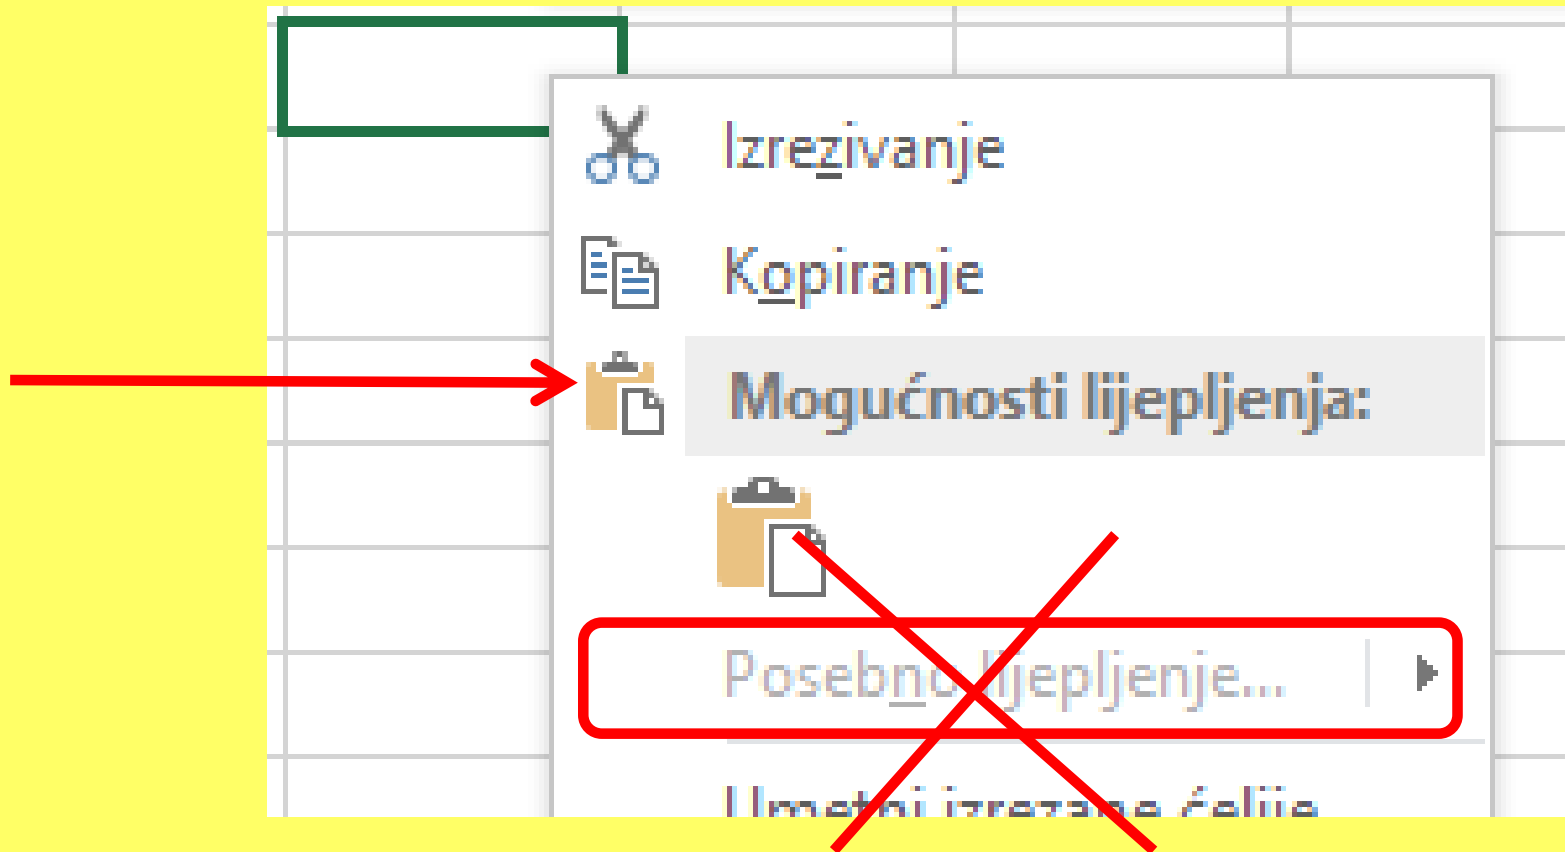 Izrezivanje
Kopiranje
Mogućnosti lijepljenja:
Posebno lijepljenje...
Umetni izrezane ćelije